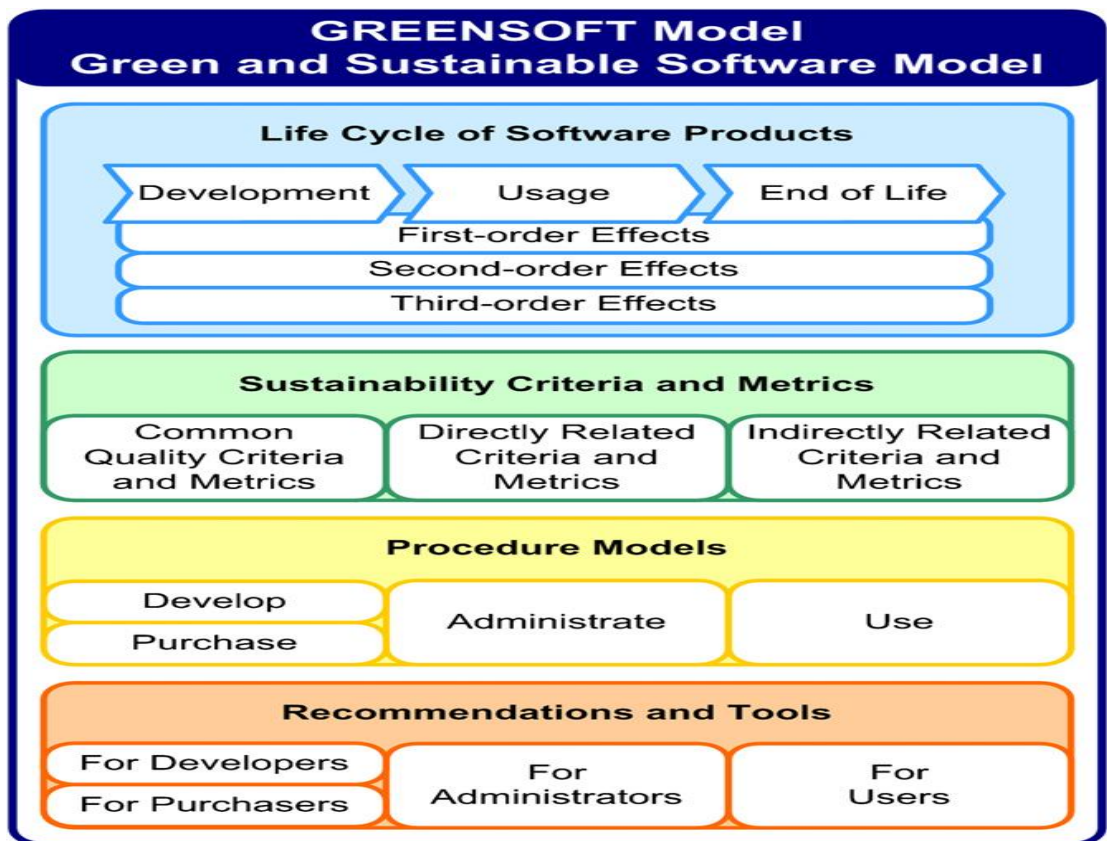 GREENSOFT Model
Green and Sustainable Software Model
Life Cycle of Software Products
Development
Usage
End of Life
First-order Effects
Second-order Effects
Third-order Effects
Sustainability Criteria and Metrics
Common
Quality Criteria
and Metrics
Directly Related
Criteria and
Metrics
Indirectly Related
Criteria and
Metrics
Procedure Models
Develop
Purchase
Administrate
Use
Recommendations and Tools
For Developers
For Purchasers
For
Administrators
For
Users